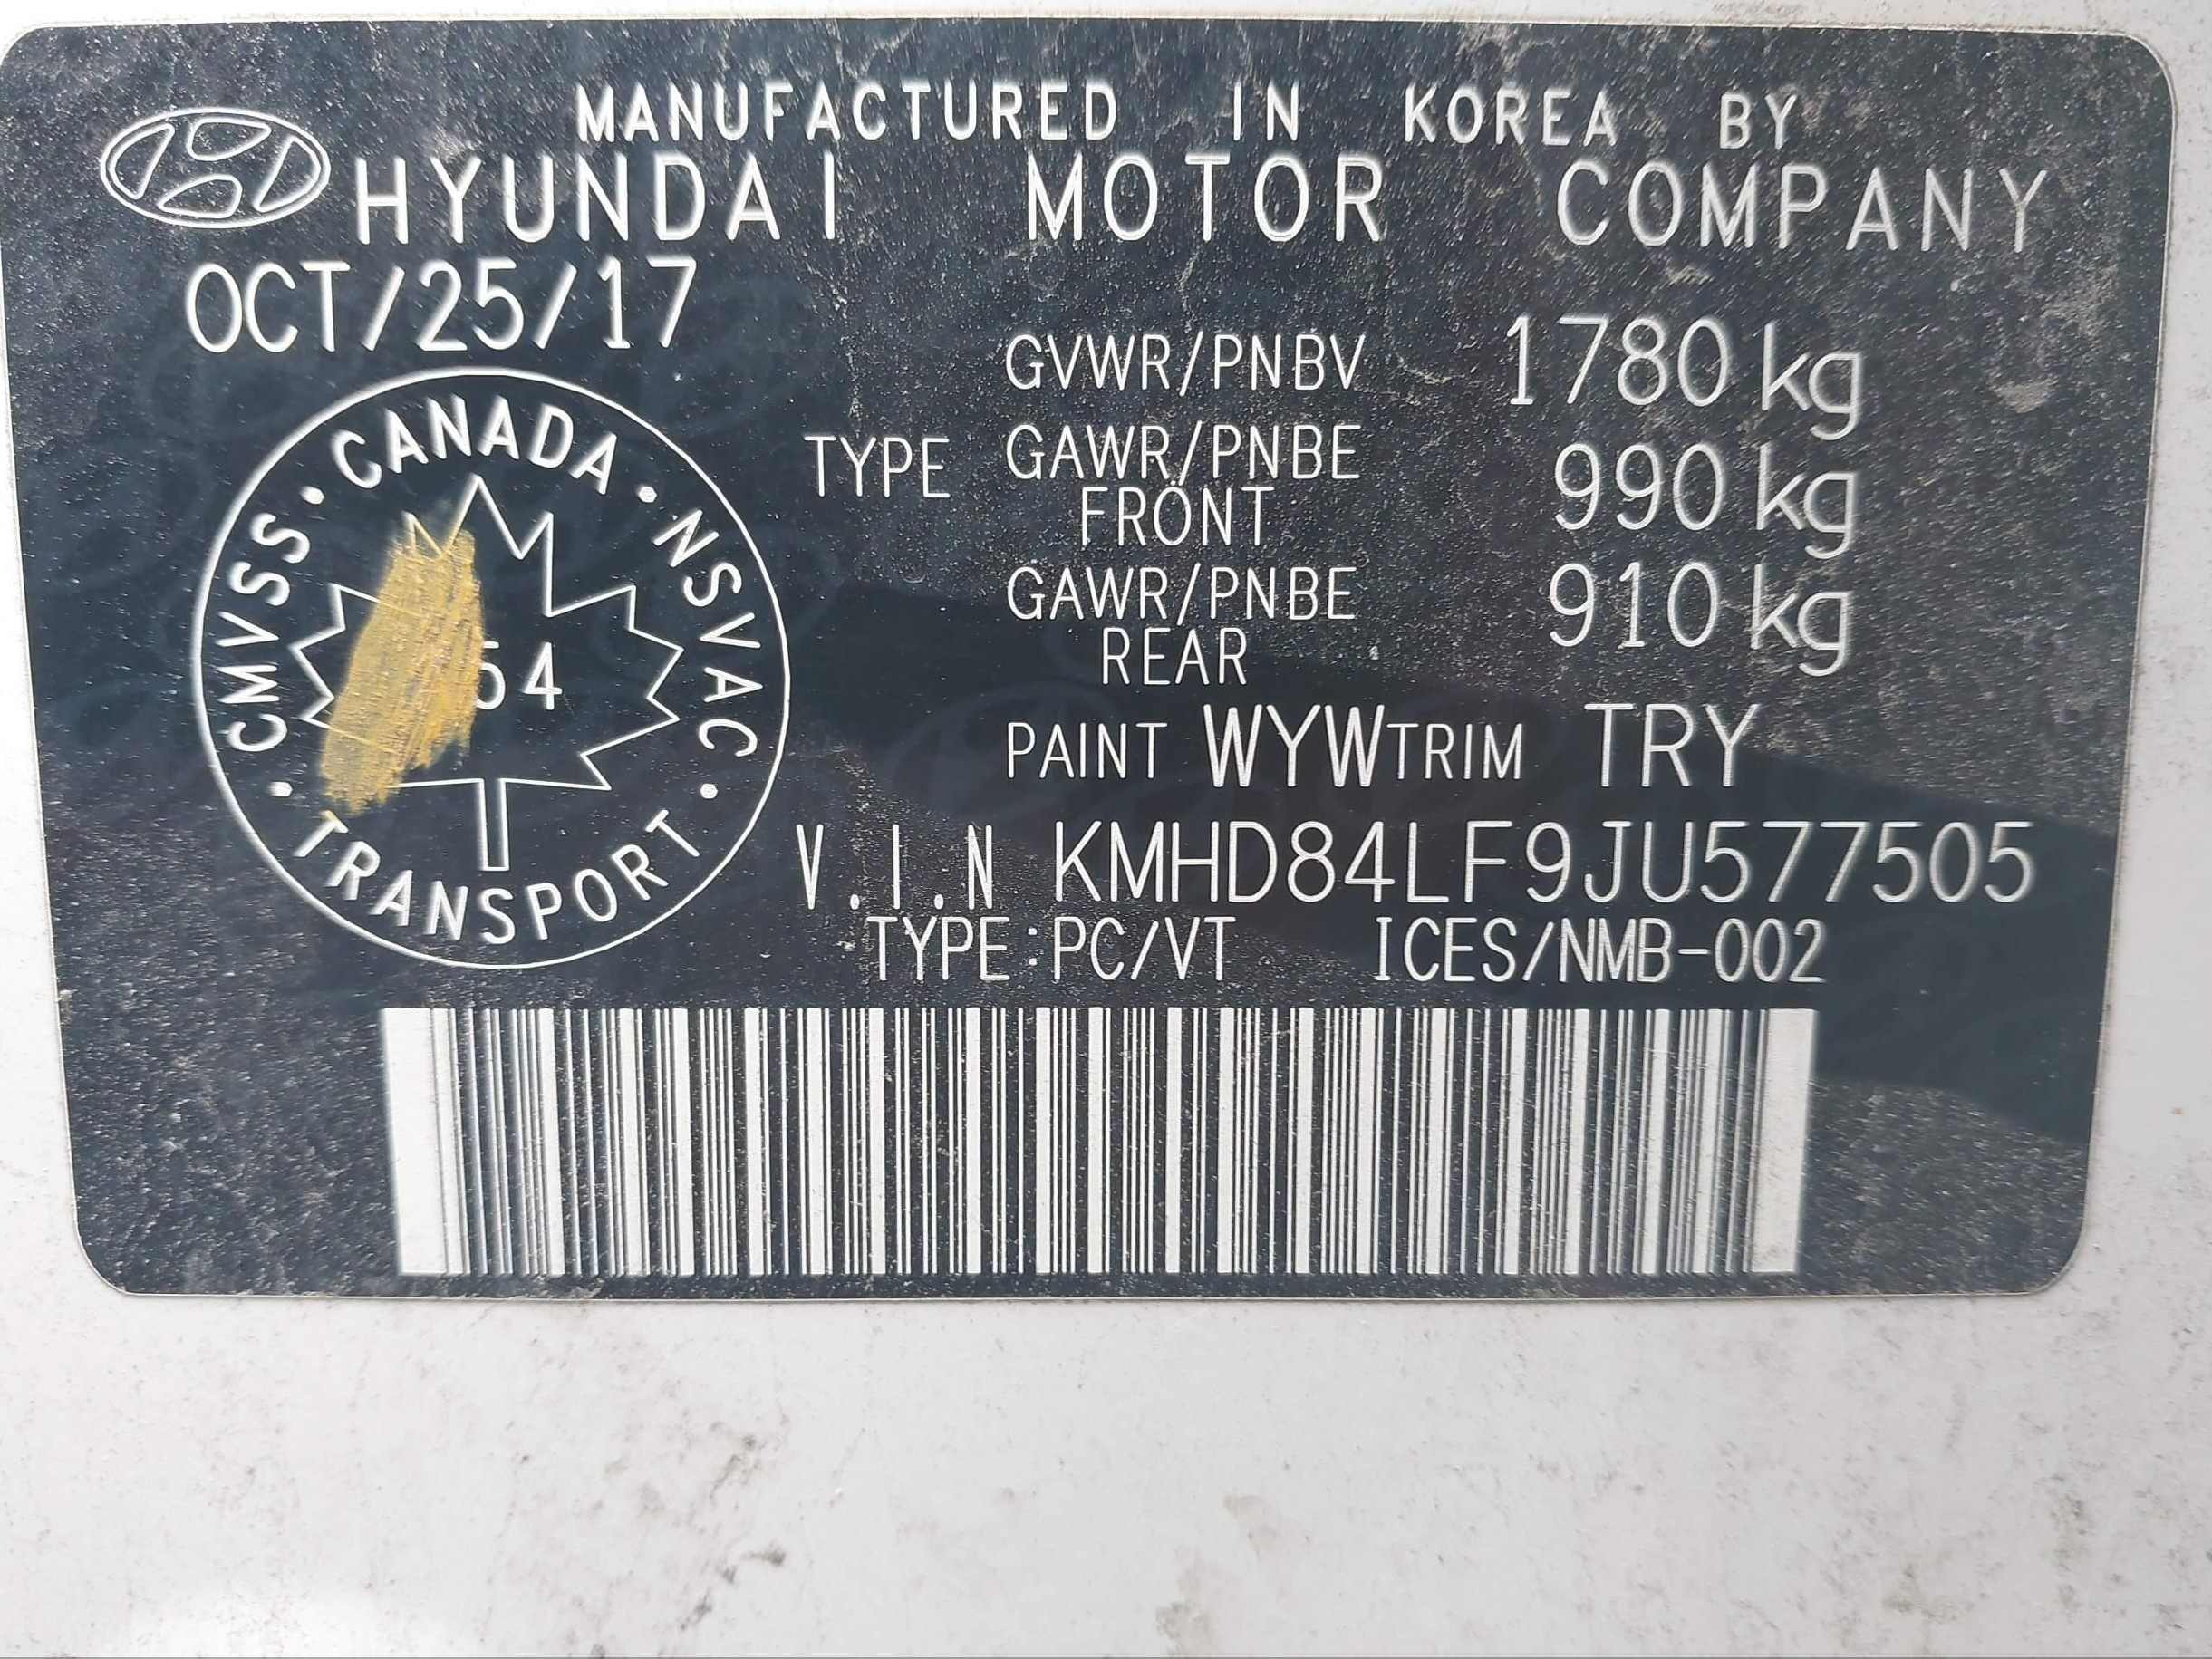 MANUFACTURED IN KOREA BY
HYUNDAI MOTOR COMPANY
OCT/25/17
GVWR/PNBV 1780 kg
TYPE GAWR/PNBE FRÖNT 990 kg
GAWR/PNBE REAR 910 kg
PAINT WYW TRIM TRY
V.I.N KMHD84LF9JU577505
TYPE:PC/VT ICES/NMB-002
CANADA · NSVAC · TRANSPORT · CMVSS ·